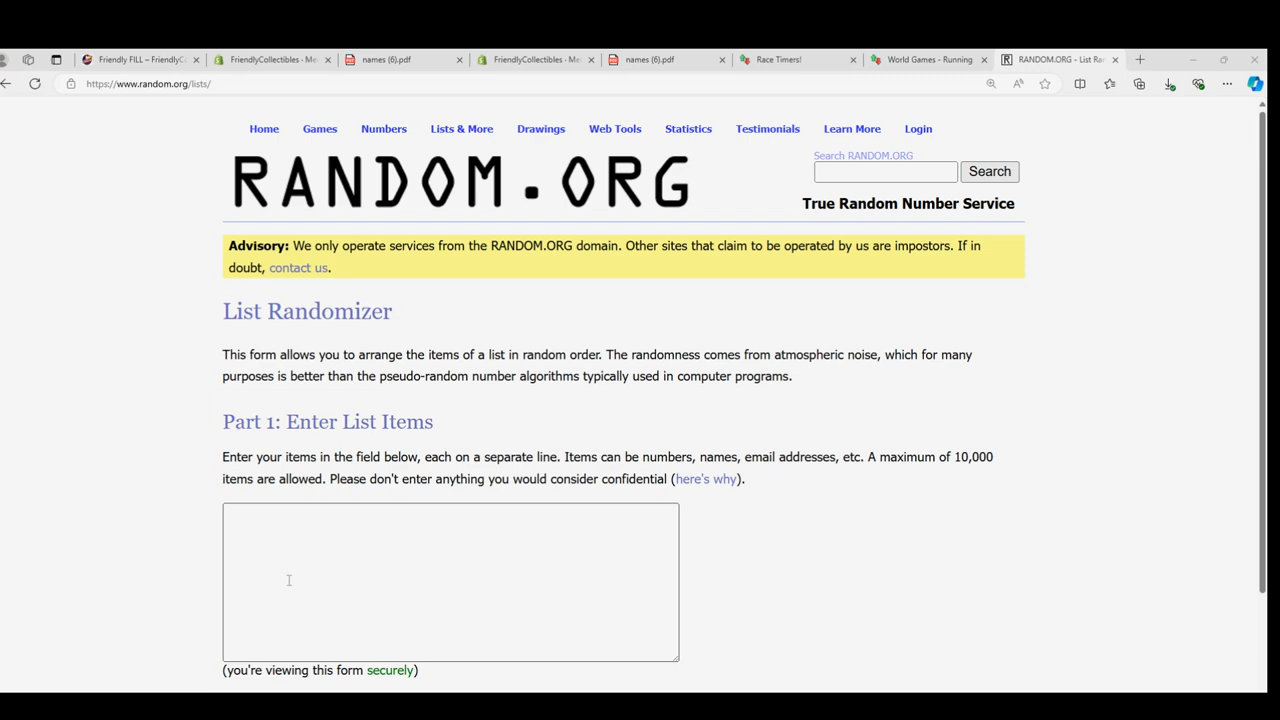 Friendly FILL – FriendlyCo
FriendlyCollectibles - Me
names (6).pdf
FriendlyCollectibles - Me
names (6).pdf
Race Timers!
World Games - Running
RANDOM.ORG - List Ra
https://www.random.org/lists/
Home Games Numbers Lists & More Drawings Web Tools Statistics Testimonials Learn More Login
RANDOM.ORG
Search RANDOM.ORG
Search
True Random Number Service
Advisory: We only operate services from the RANDOM.ORG domain. Other sites that claim to be operated by us are impostors. If in
doubt, contact us.
List Randomizer
This form allows you to arrange the items of a list in random order. The randomness comes from atmospheric noise, which for many
purposes is better than the pseudo-random number algorithms typically used in computer programs.
Part 1: Enter List Items
Enter your items in the field below, each on a separate line. Items can be numbers, names, email addresses, etc. A maximum of 10,000
items are allowed. Please don't enter anything you would consider confidential (here's why).
(you're viewing this form securely)